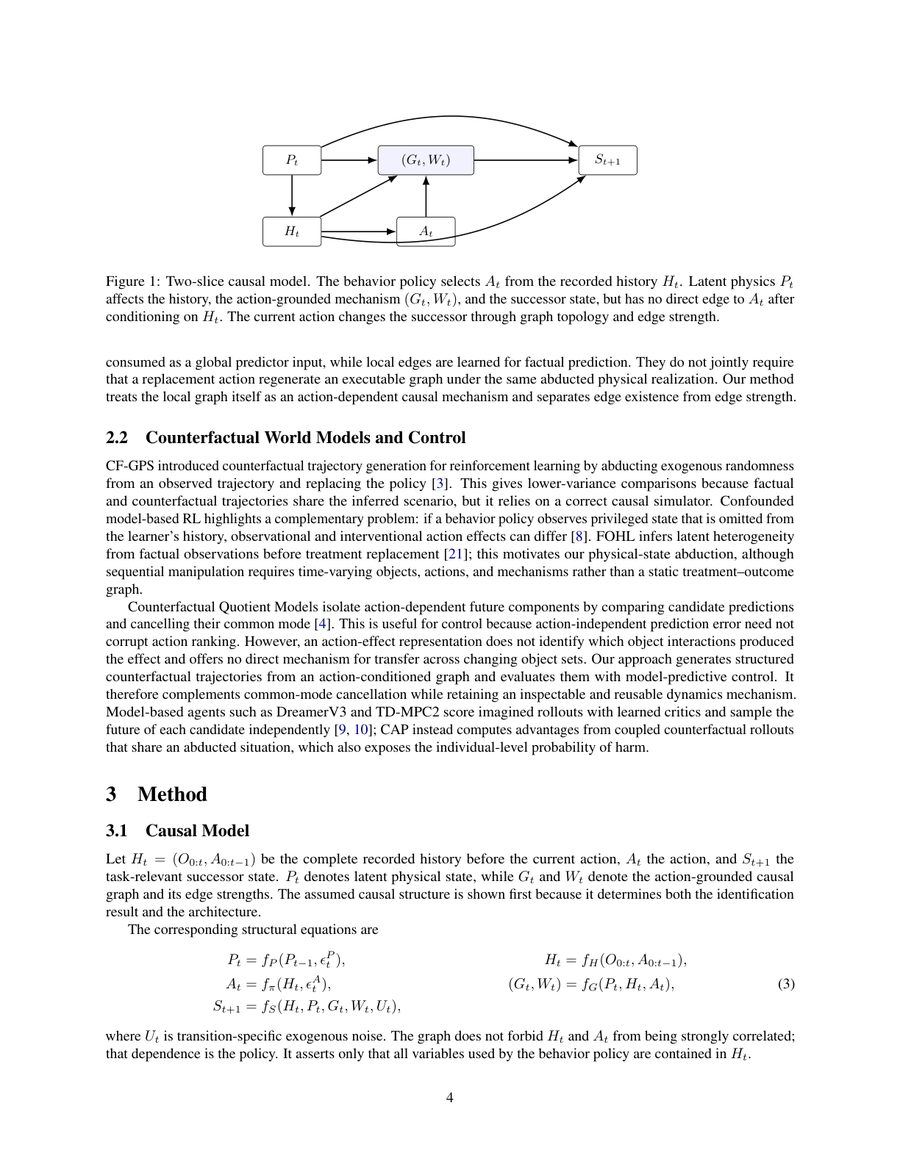 P_t
(G_t, W_t)
S_{t+1}
H_t
A_t
Figure 1: Two-slice causal model. The behavior policy selects A_t from the recorded history H_t. Latent physics P_t
affects the history, the action-grounded mechanism (G_t, W_t), and the successor state, but has no direct edge to A_t after
conditioning on H_t. The current action changes the successor through graph topology and edge strength.
consumed as a global predictor input, while local edges are learned for factual prediction. They do not jointly require
that a replacement action regenerate an executable graph under the same abducted physical realization. Our method
treats the local graph itself as an action-dependent causal mechanism and separates edge existence from edge strength.
2.2 Counterfactual World Models and Control
CF-GPS introduced counterfactual trajectory generation for reinforcement learning by abducting exogenous randomness
from an observed trajectory and replacing the policy [3]. This gives lower-variance comparisons because factual
and counterfactual trajectories share the inferred scenario, but it relies on a correct causal simulator. Confounded
model-based RL highlights a complementary problem: if a behavior policy observes privileged state that is omitted from
the learner's history, observational and interventional action effects can differ [8]. FOHL infers latent heterogeneity
from factual observations before treatment replacement [21]; this motivates our physical-state abduction, although
sequential manipulation requires time-varying objects, actions, and mechanisms rather than a static treatment–outcome
graph.
Counterfactual Quotient Models isolate action-dependent future components by comparing candidate predictions
and cancelling their common mode [4]. This is useful for control because action-independent prediction error need not
corrupt action ranking. However, an action-effect representation does not identify which object interactions produced
the effect and offers no direct mechanism for transfer across changing object sets. Our approach generates structured
counterfactual trajectories from an action-conditioned graph and evaluates them with model-predictive control. It
therefore complements common-mode cancellation while retaining an inspectable and reusable dynamics mechanism.
Model-based agents such as DreamerV3 and TD-MPC2 score imagined rollouts with learned critics and sample the
future of each candidate independently [9, 10]; CAP instead computes advantages from coupled counterfactual rollouts
that share an abducted situation, which also exposes the individual-level probability of harm.
3 Method
3.1 Causal Model
Let H_t = (O_{0:t}, A_{0:t−1}) be the complete recorded history before the current action, A_t the action, and S_{t+1} the
task-relevant successor state. P_t denotes latent physical state, while G_t and W_t denote the action-grounded causal
graph and its edge strengths. The assumed causal structure is shown first because it determines both the identification
result and the architecture.
The corresponding structural equations are
P_t = f_P(P_{t−1}, ϵ_t^P), H_t = f_H(O_{0:t}, A_{0:t−1}),
A_t = f_π(H_t, ϵ_t^A), (G_t, W_t) = f_G(P_t, H_t, A_t), (3)
S_{t+1} = f_S(H_t, P_t, G_t, W_t, U_t),
where U_t is transition-specific exogenous noise. The graph does not forbid H_t and A_t from being strongly correlated;
that dependence is the policy. It asserts only that all variables used by the behavior policy are contained in H_t.
4